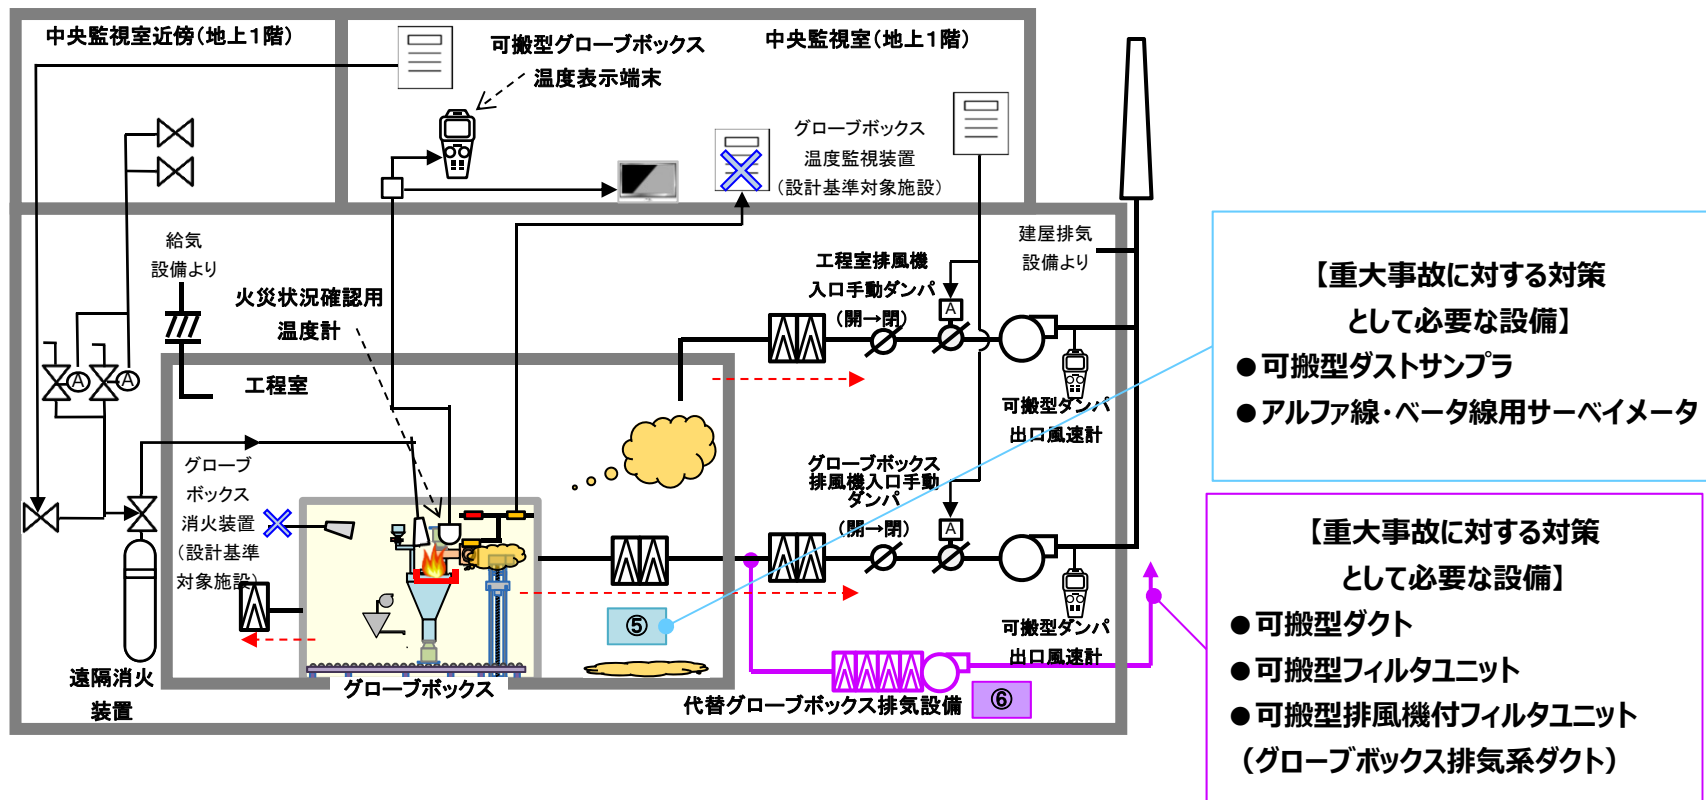 中央監視室近傍(地上1階)
中央監視室(地上1階)
可搬型グローブボックス
温度表示端末
グローブボックス
温度監視装置
(設計基準対象施設)
給気
設備より
火災状況確認用
温度計
工程室排風機
入口手動ダンパ
(開→閉)
A
建屋排気
設備より
A
A
工程室
可搬型ダンパ
出口風速計
グローブ
ボックス
消火装置
(設計基準
対象施設)
グローブボックス
排風機入口手動
ダンパ
(開→閉)
A
可搬型ダンパ
出口風速計
⑤
遠隔消火
装置
グローブボックス
代替グローブボックス排気設備
⑥
【重大事故に対する対策
として必要な設備】
●可搬型ダストサンプラ
●アルファ線・ベータ線用サーベイメータ
【重大事故に対する対策
として必要な設備】
●可搬型ダクト
●可搬型フィルタユニット
●可搬型排風機付フィルタユニット
(グローブボックス排気系ダクト)